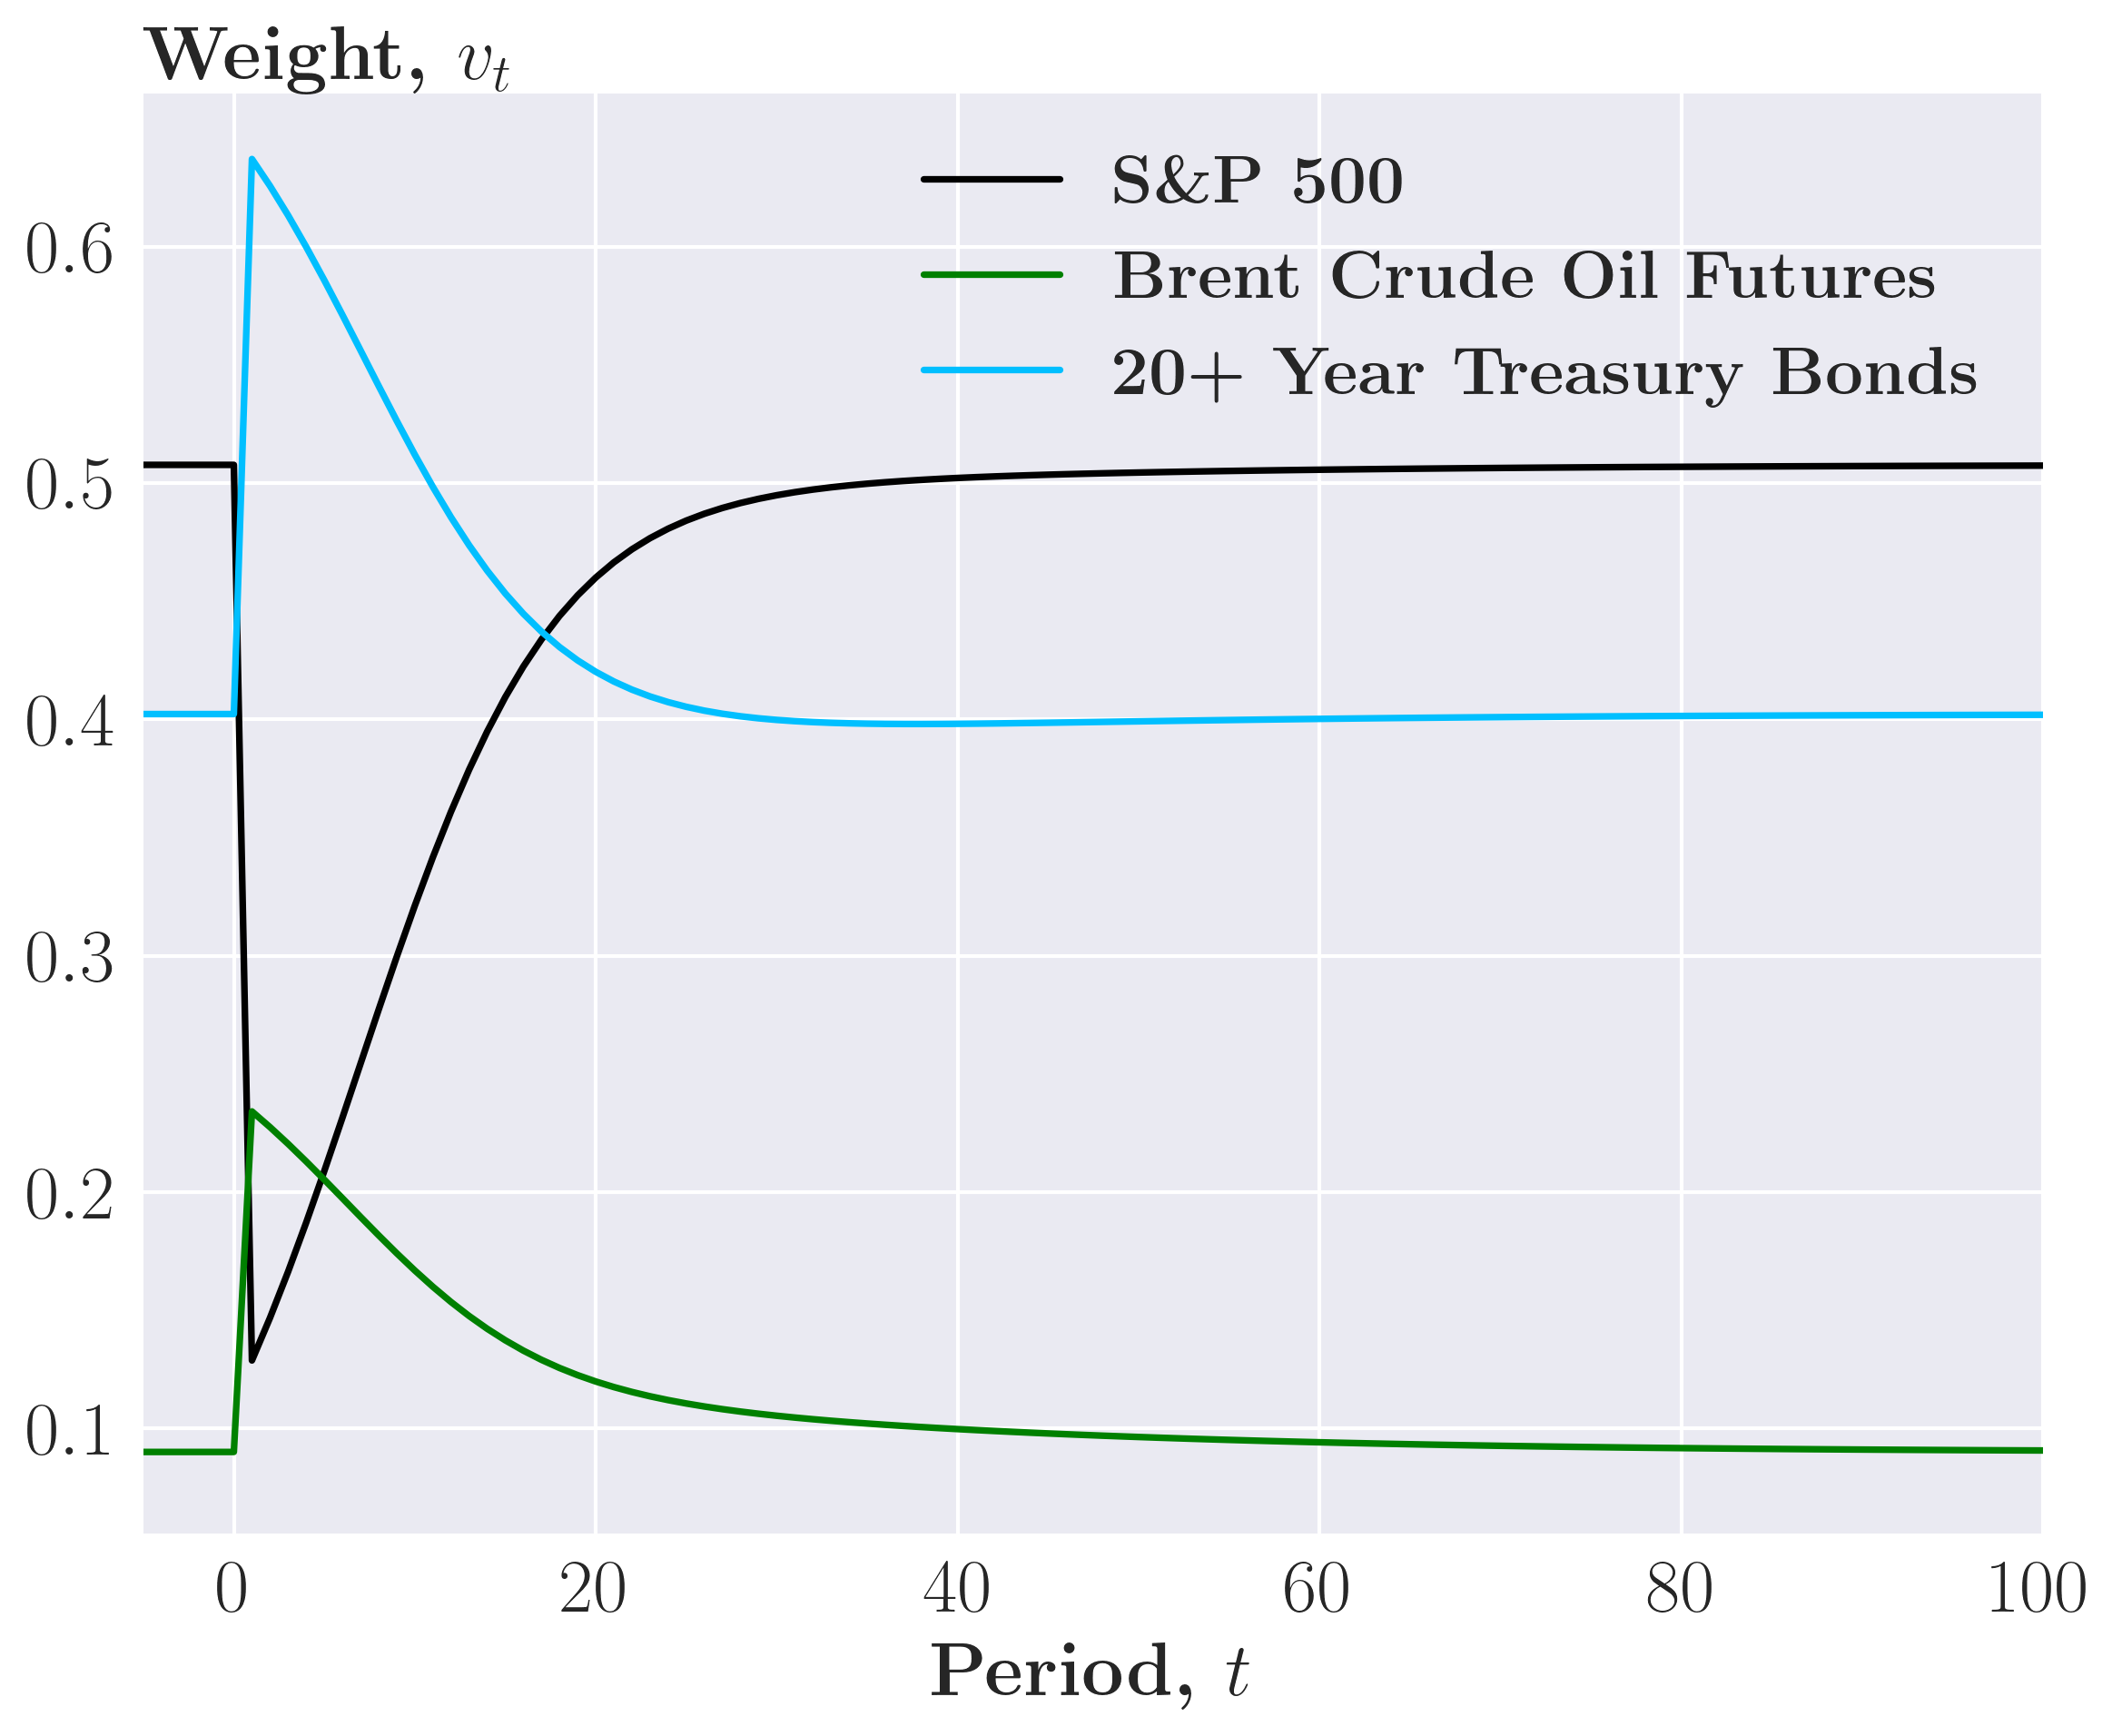 Weight, v_t
S&P 500
Brent Crude Oil Futures
20+ Year Treasury Bonds
0.6
0.5
0.4
0.3
0.2
0.1
0 20 40 60 80 100
Period, t